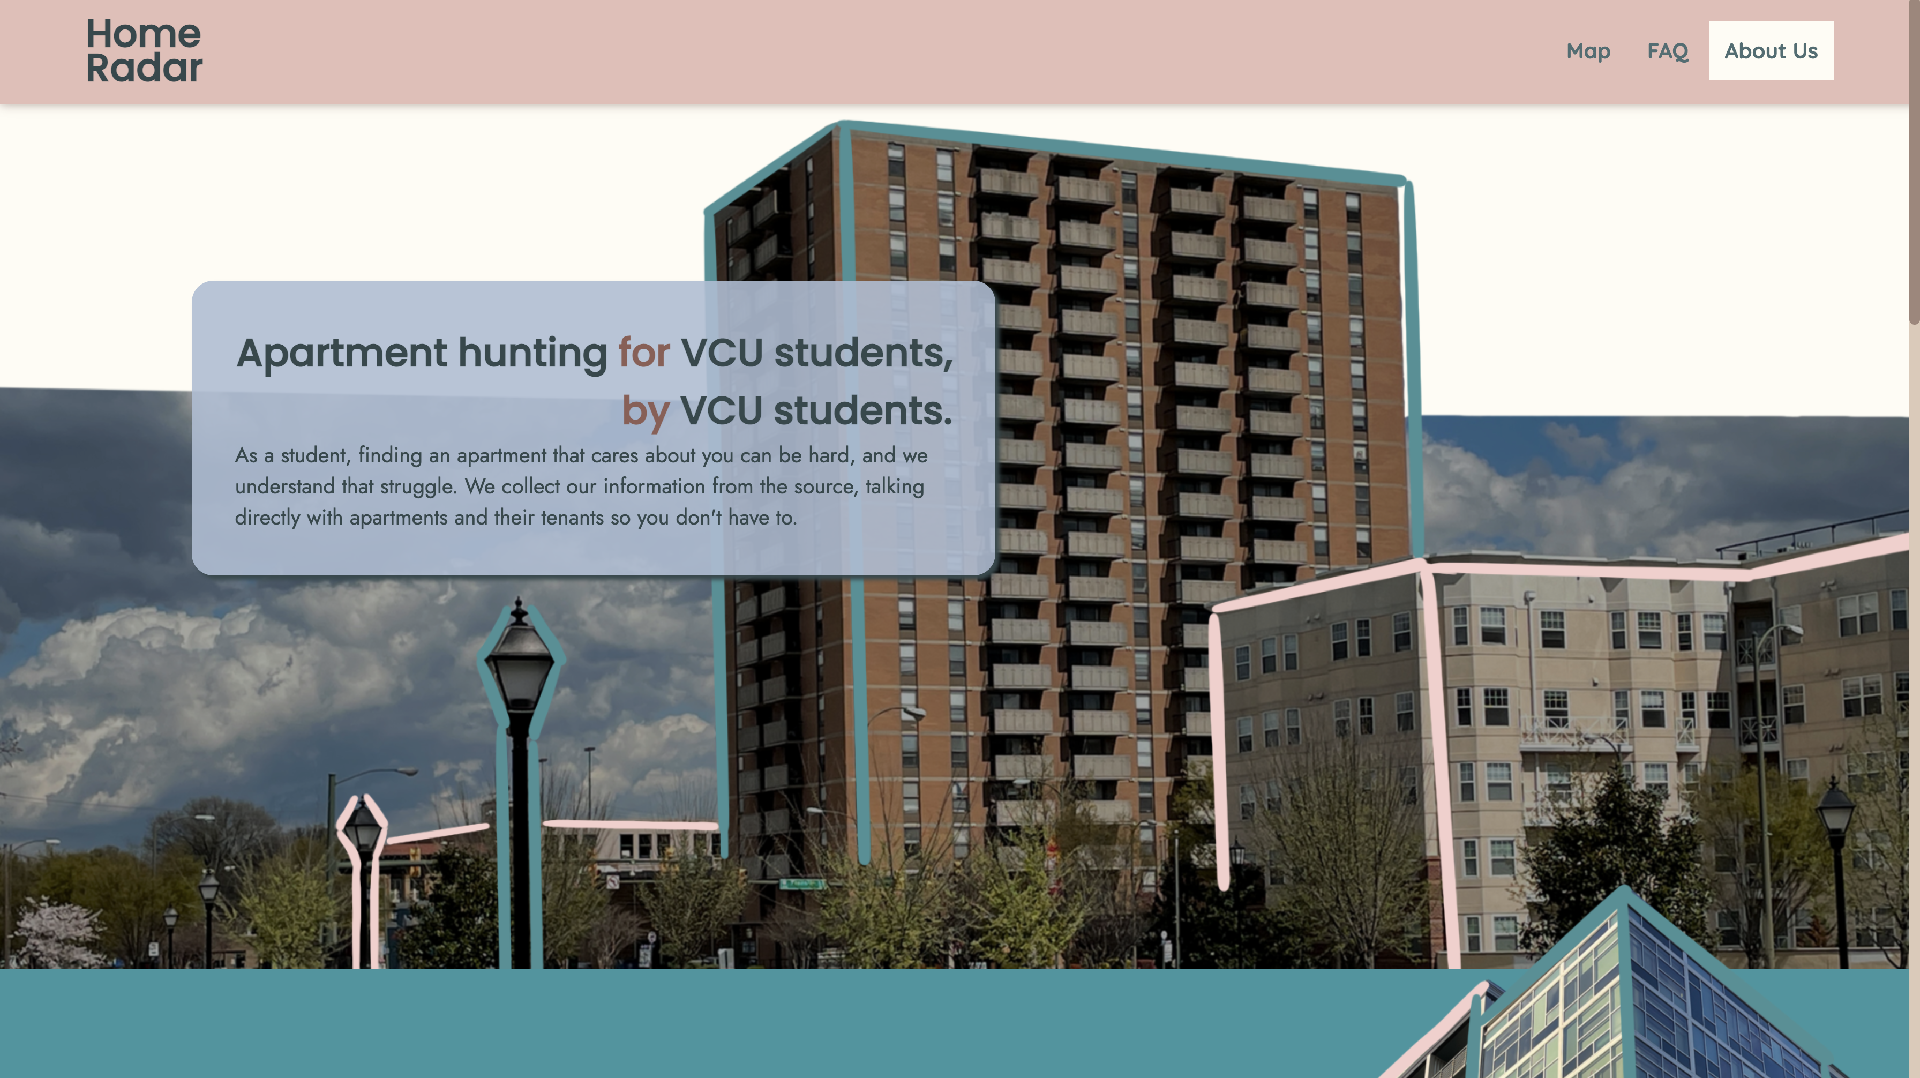 Home
Radar
Map FAQ About Us
Apartment hunting for VCU students,
by VCU students.
As a student, finding an apartment that cares about you can be hard, and we
understand that struggle. We collect our information from the source, talking
directly with apartments and their tenants so you don't have to.